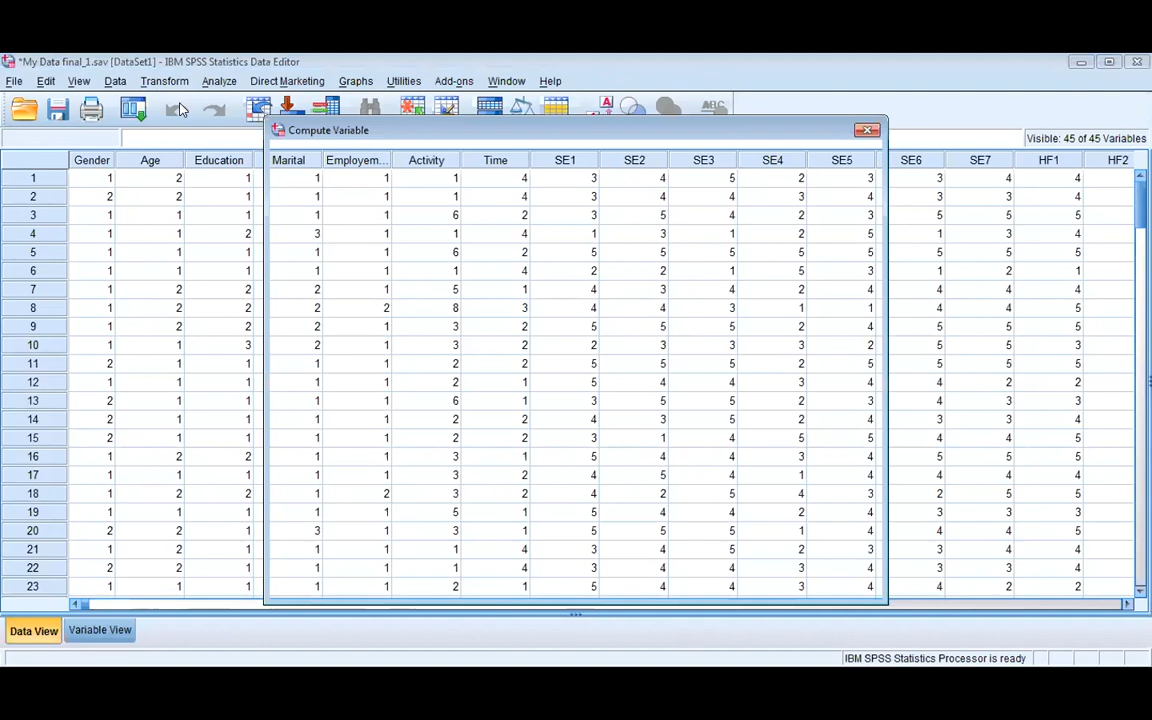 *My Data final_1.sav [DataSet1] - IBM SPSS Statistics Data Editor
File Edit View Data Transform Analyze Direct Marketing Graphs Utilities Add-ons Window Help
Compute Variable
Visible: 45 of 45 Variables
Gender Age Education Marital Employem... Activity Time SE1 SE2 SE3 SE4 SE5 SE6 SE7 HF1 HF2
1 1 2 1 1 1 1 4 3 4 5 2 3 3 4 4
2 2 2 1 1 1 1 4 3 4 4 3 4 3 3 4
3 1 1 1 1 1 6 2 3 5 4 2 3 5 5 5
4 1 1 2 3 1 1 4 1 3 1 2 5 1 3 4
5 1 1 1 1 1 6 2 5 5 5 5 5 5 5 5
6 1 1 1 1 1 1 4 2 2 1 5 3 1 2 1
7 1 2 2 2 1 5 1 4 3 4 2 4 4 4 4
8 1 2 2 2 2 8 3 4 4 3 1 1 4 4 5
9 1 2 2 2 1 3 2 5 5 5 2 4 5 5 5
10 1 1 3 2 1 3 2 2 3 3 3 2 5 5 3
11 2 1 1 1 1 2 2 5 5 5 2 5 4 4 5
12 1 1 1 1 1 2 1 5 4 4 3 4 4 2 2
13 2 1 1 1 1 6 1 3 5 5 2 3 4 3 3
14 2 1 1 1 1 2 2 4 3 5 2 4 3 3 4
15 2 1 1 1 1 2 2 3 1 4 5 5 4 4 5
16 1 2 2 1 1 3 1 5 4 4 3 4 5 5 5
17 1 1 1 1 1 3 2 4 5 4 1 4 3 4 4
18 1 2 2 1 2 3 2 4 2 5 4 3 2 5 5
19 1 1 1 1 1 5 1 5 4 4 2 4 3 3 3
20 2 2 1 3 1 3 1 5 5 5 1 4 4 4 5
21 1 2 1 1 1 1 4 3 4 5 2 3 3 4 4
22 2 2 1 1 1 1 4 3 4 4 3 4 3 3 4
23 1 1 1 1 1 2 1 5 4 4 3 4 4 2 2
Data View Variable View
IBM SPSS Statistics Processor is ready